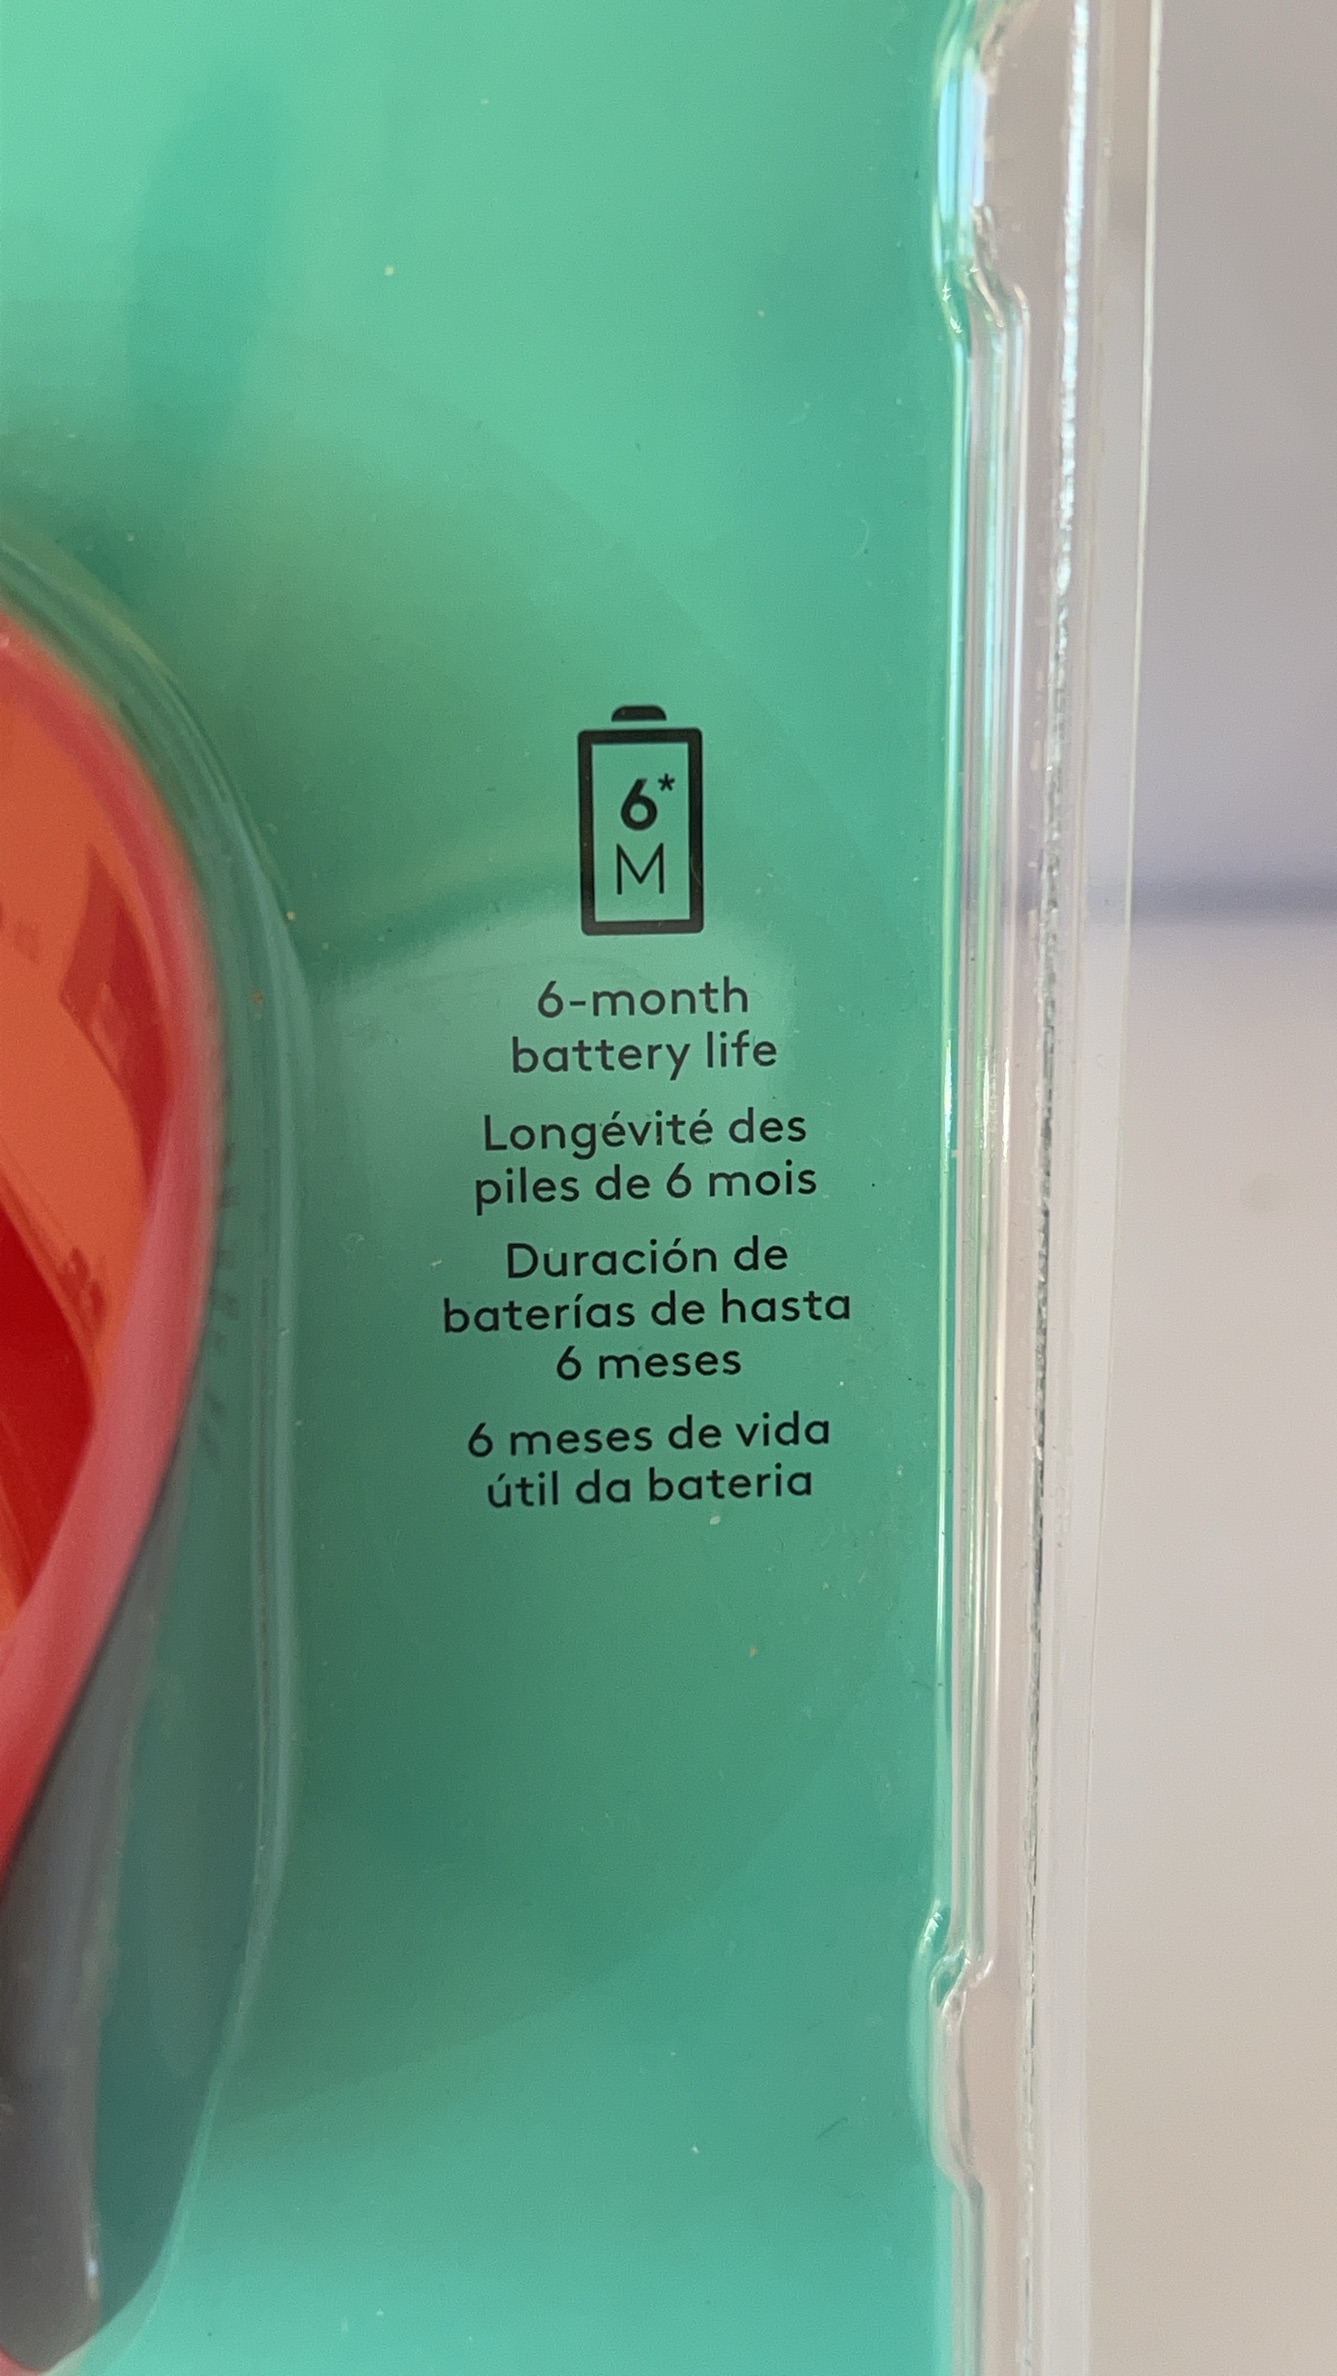 6*
M
6-month
battery life
Longévité des
piles de 6 mois
Duración de
baterías de hasta
6 meses
6 meses de vida
útil da bateria